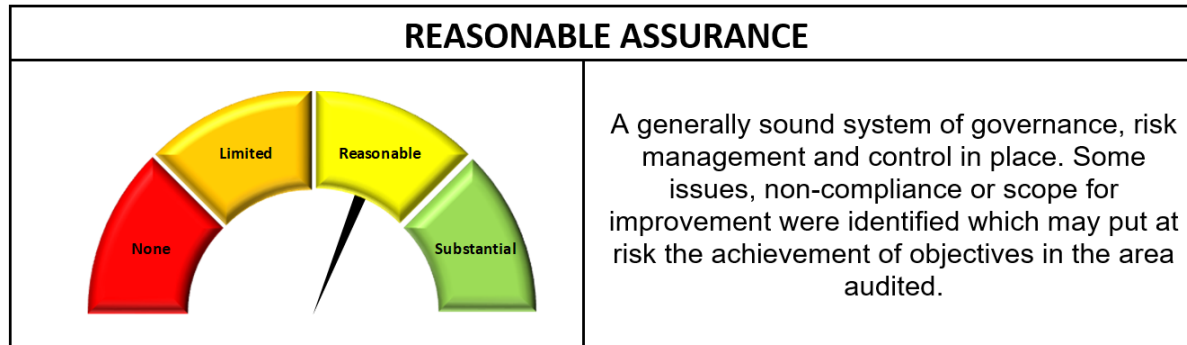 REASONABLE ASSURANCE
Limited
Reasonable
None
Substantial
A generally sound system of governance, risk
management and control in place. Some
issues, non-compliance or scope for
improvement were identified which may put at
risk the achievement of objectives in the area
audited.